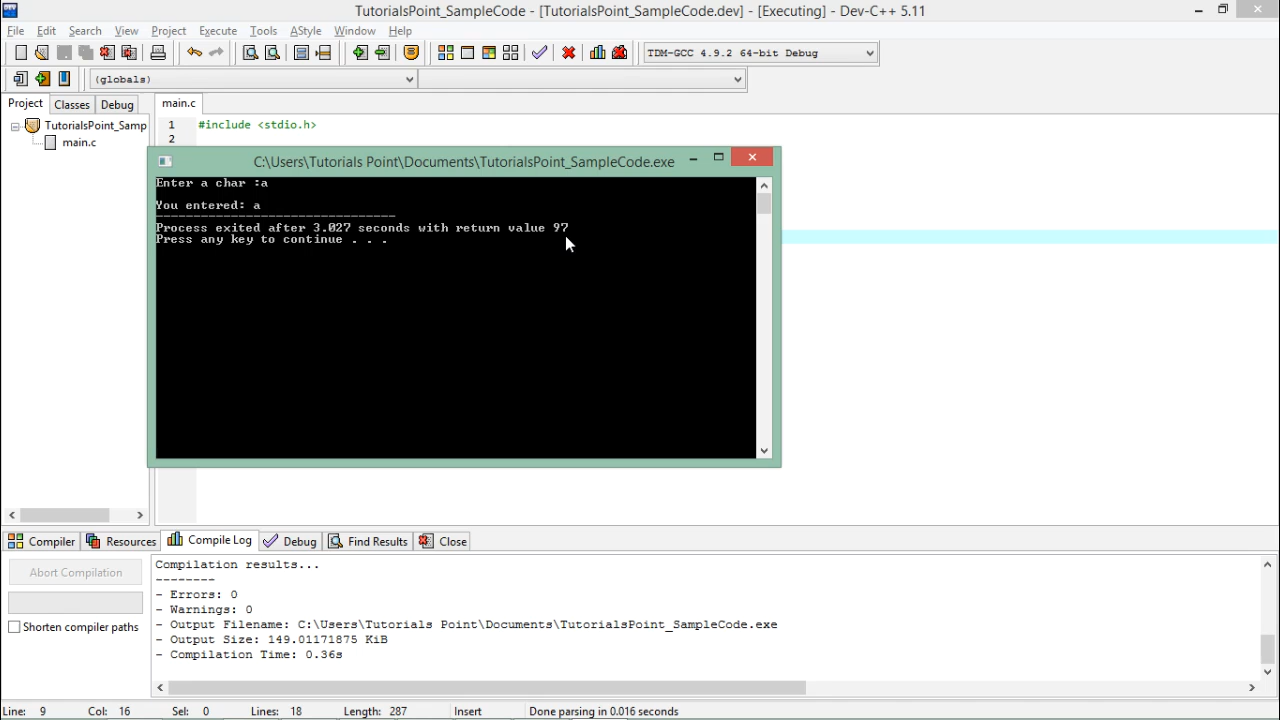 TutorialsPoint_SampleCode - [TutorialsPoint_SampleCode.dev] - [Executing] - Dev-C++ 5.11
File Edit Search View Project Execute Tools AStyle Window Help
TDM-GCC 4.9.2 64-bit Debug
(globals)
Project Classes Debug main.c
TutorialsPoint_Samp
main.c
1 #include <stdio.h>
2
C:\Users\Tutorials Point\Documents\TutorialsPoint_SampleCode.exe
Enter a char :a
You entered: a
--------------------------------
Process exited after 3.027 seconds with return value 97
Press any key to continue . . .
Compiler Resources Compile Log Debug Find Results Close
Abort Compilation
Shorten compiler paths
Compilation results...
--------
- Errors: 0
- Warnings: 0
- Output Filename: C:\Users\Tutorials Point\Documents\TutorialsPoint_SampleCode.exe
- Output Size: 149.01171875 KiB
- Compilation Time: 0.36s
Line: 9 Col: 16 Sel: 0 Lines: 18 Length: 287 Insert Done parsing in 0.016 seconds